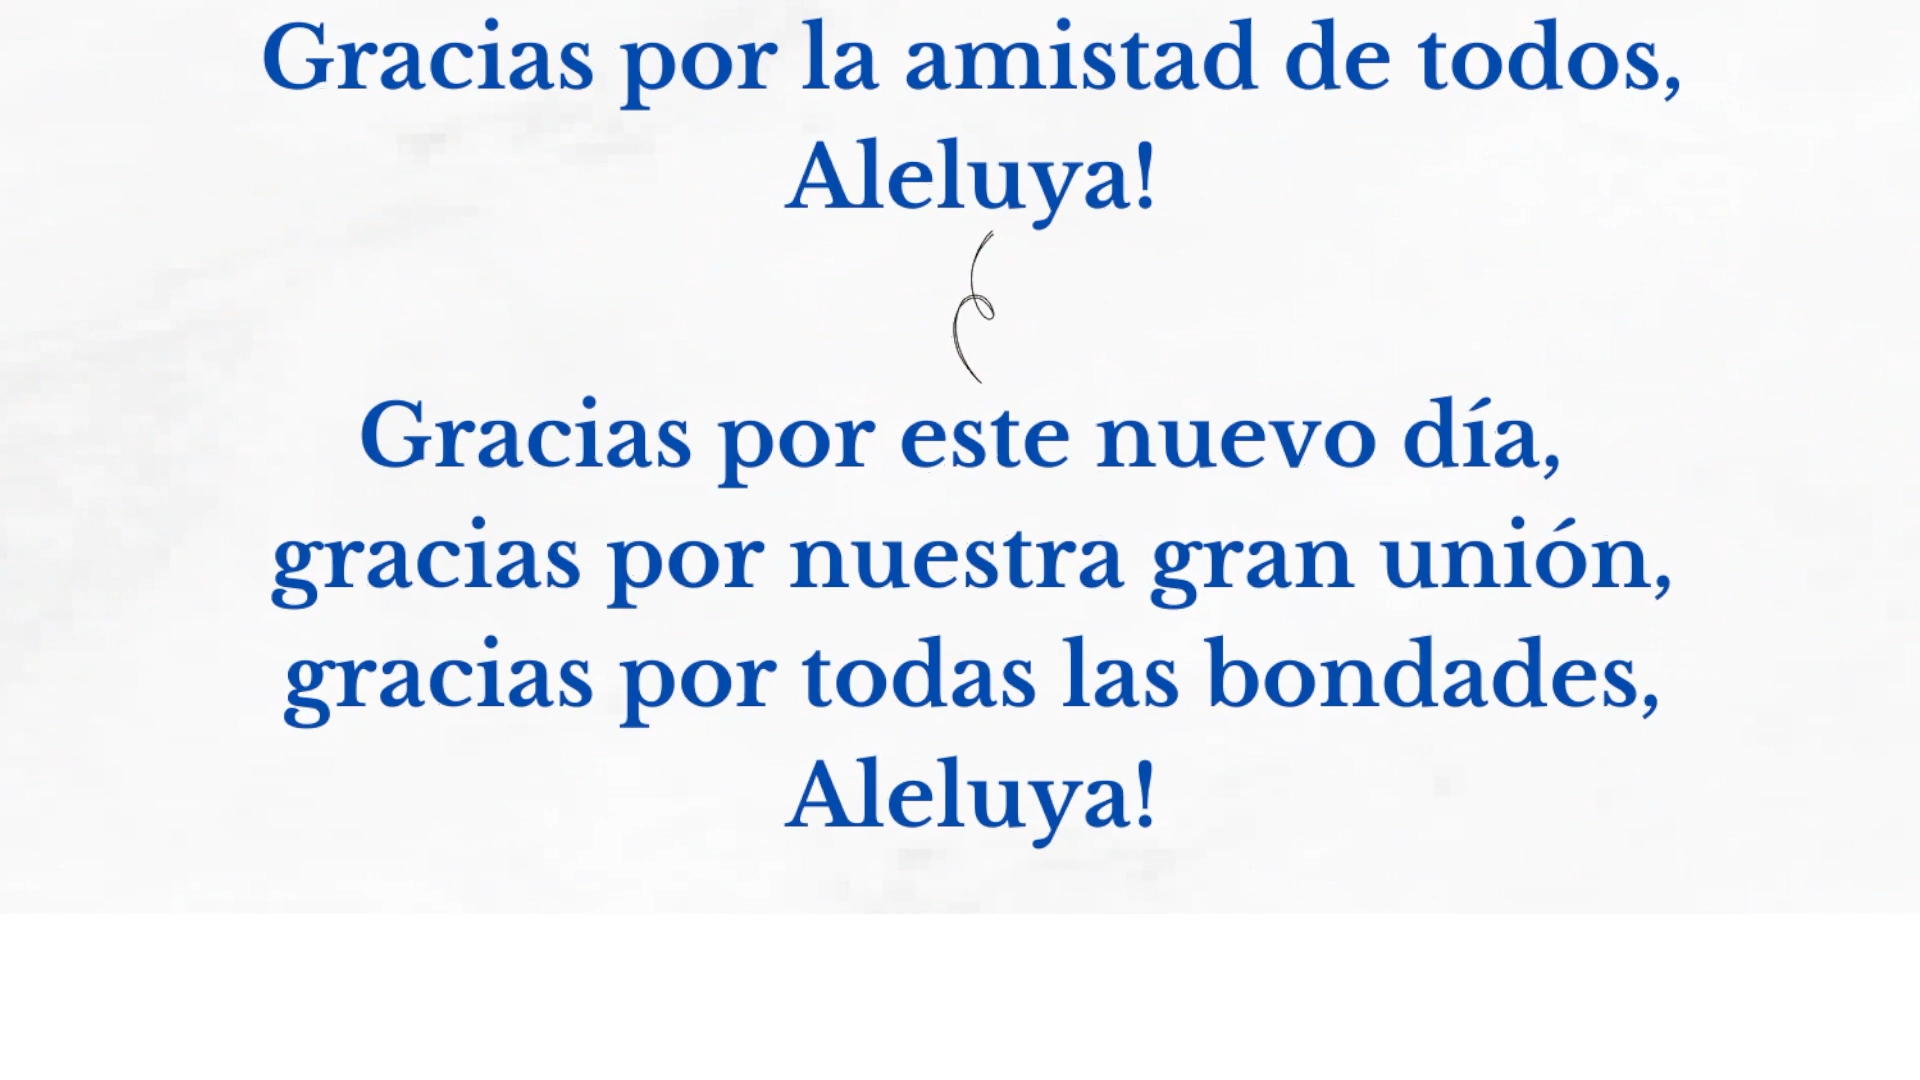 Gracias por la amistad de todos,
Aleluya!
Gracias por este nuevo día,
gracias por nuestra gran unión,
gracias por todas las bondades,
Aleluya!